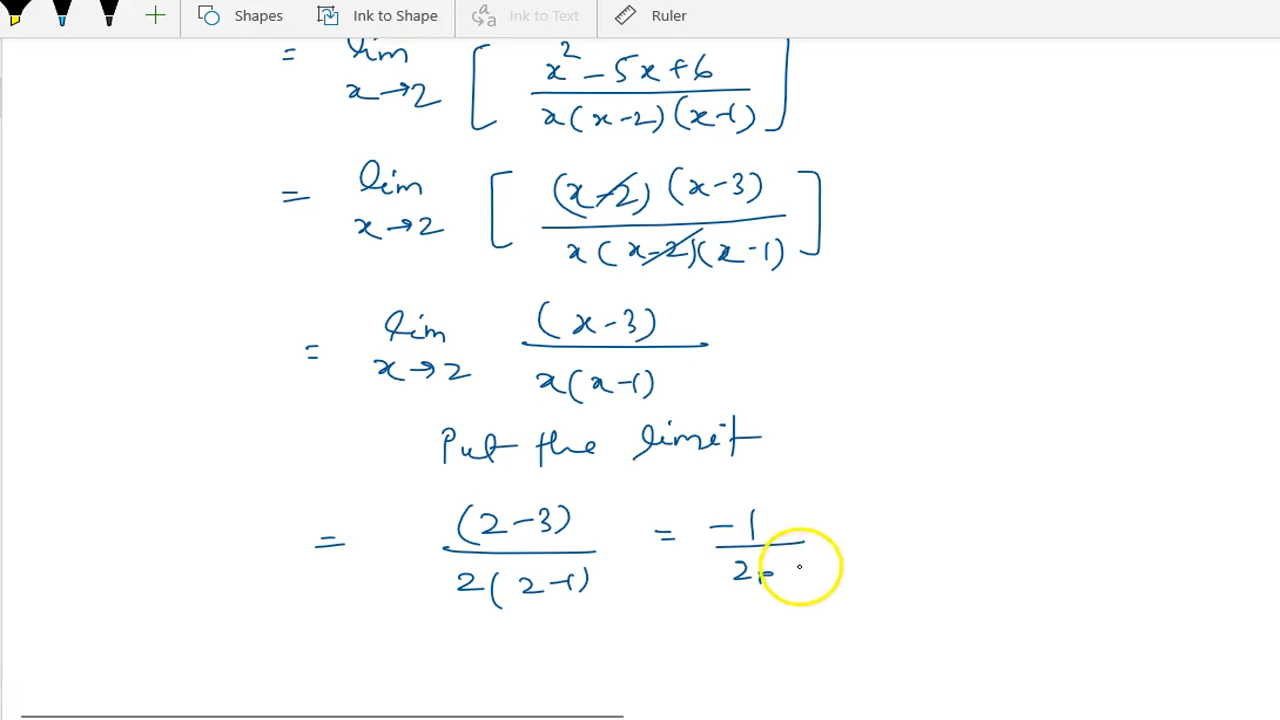 Shapes Ink to Shape Ink to Text Ruler
= lim x→2 [ x² - 5x + 6 / x(x-2)(x-1) ]
= lim x→2 [ (x-2)(x-3) / x(x-2)(x-1) ]
= lim x→2 (x-3) / x(x-1)
Put the limit
= (2-3) / 2(2-1) = -1 / 2